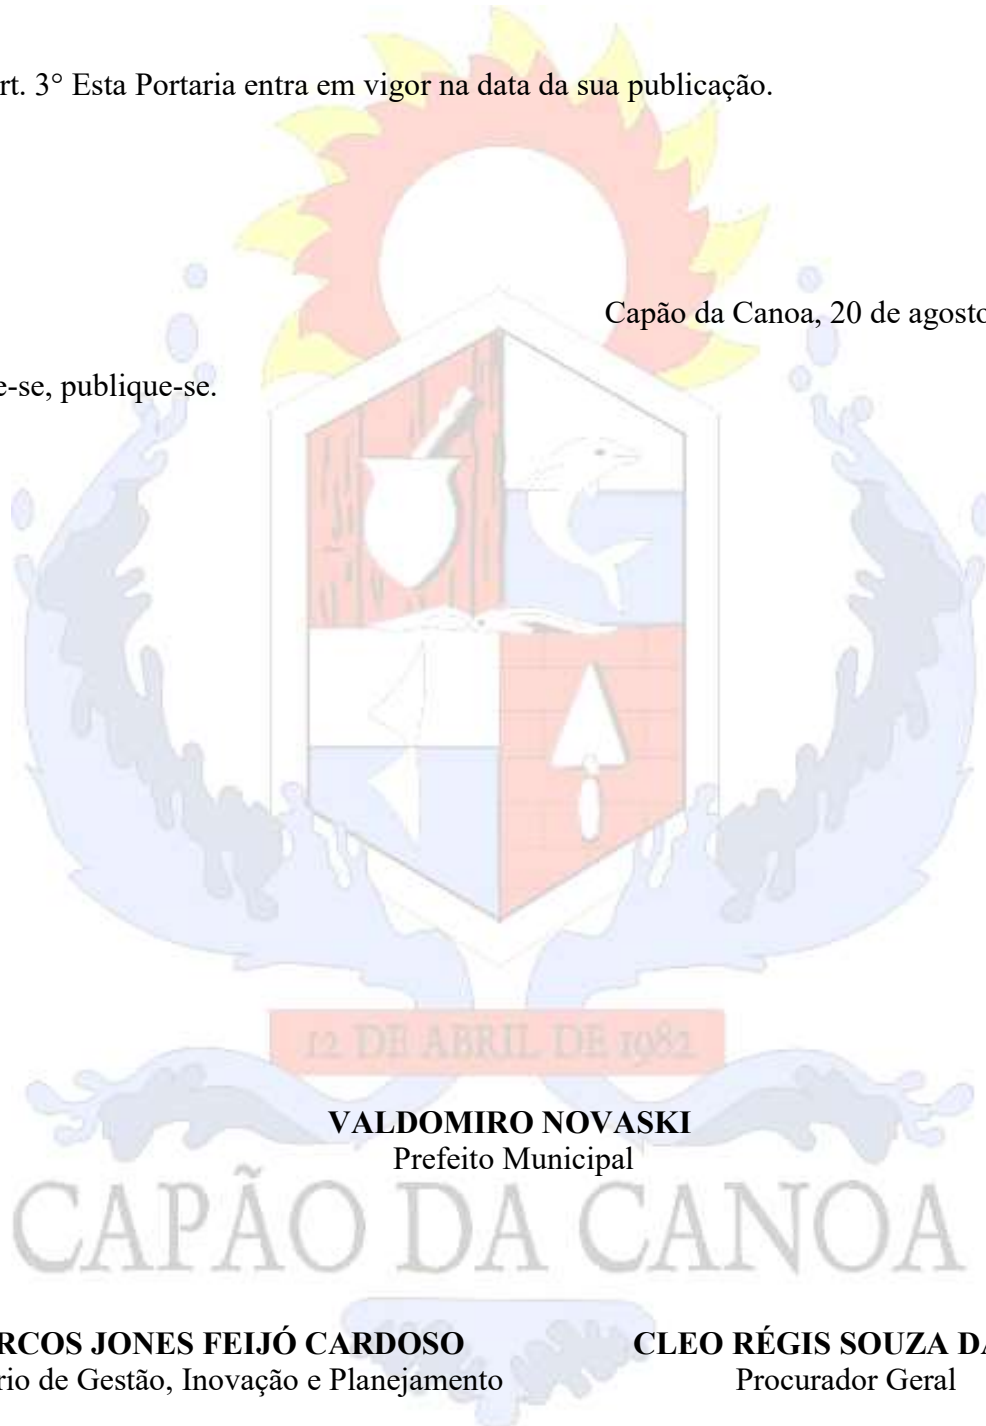 rt. 3° Esta Portaria entra em vigor na data da sua publicação.
Capão da Canoa, 20 de agosto
e-se, publique-se.
12 DE ABRIL DE 1982
VALDOMIRO NOVASKI
Prefeito Municipal
CAPÃO DA CANOA
RCOS JONES FEIJÓ CARDOSO CLEO RÉGIS SOUZA DA
rio de Gestão, Inovação e Planejamento Procurador Geral